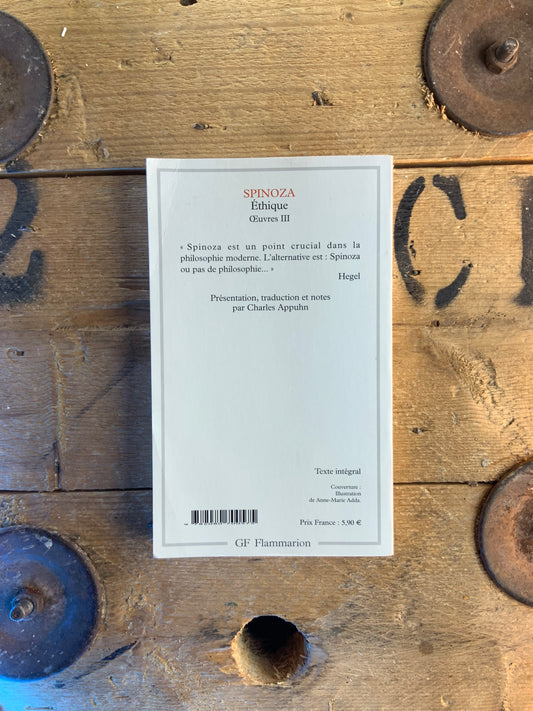 SPINOZA
Éthique
Œuvres III
« Spinoza est un point crucial dans la
philosophie moderne. L'alternative est : Spinoza
ou pas de philosophie... »
Hegel
Présentation, traduction et notes
par Charles Appuhn
Texte intégral
Couverture :
Illustration
de Anne-Marie Adda.
Prix France : 5,90 €
GF Flammarion